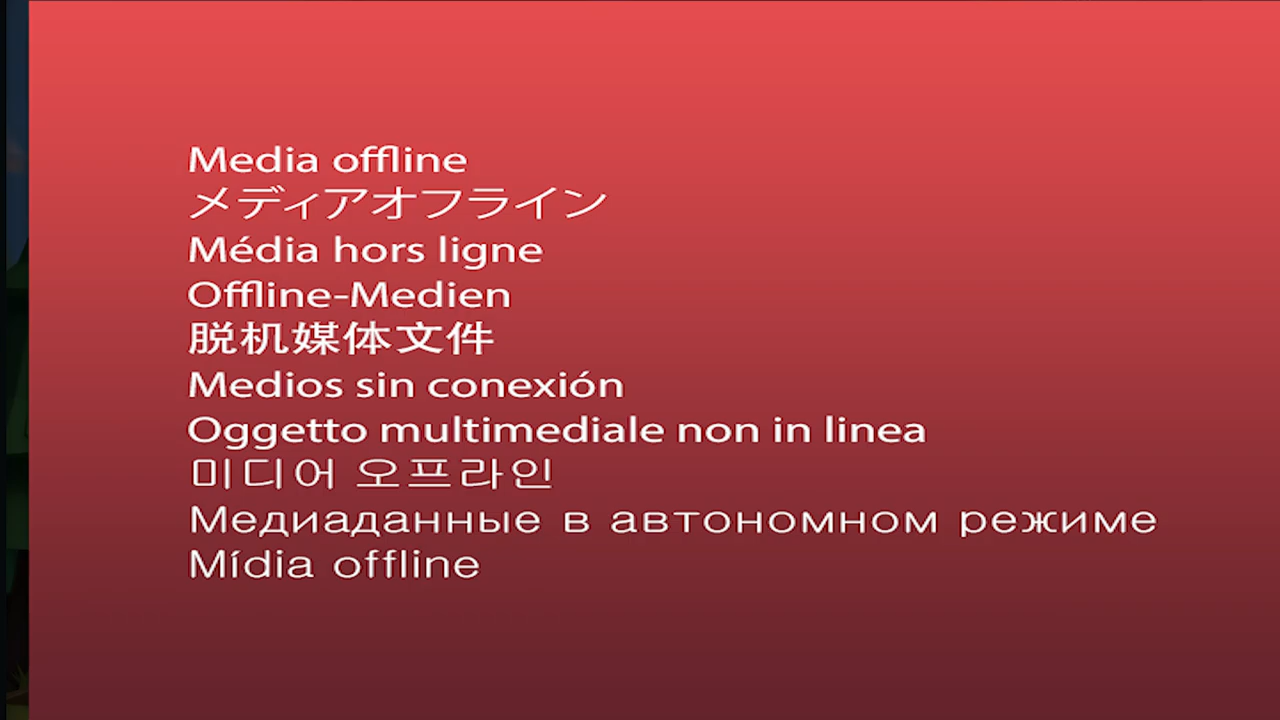 Media offline
メディアオフライン
Média hors ligne
Offline-Medien
脱机媒体文件
Medios sin conexión
Oggetto multimediale non in linea
미디어 오프라인
Медиаданные в автономном режиме
Mídia offline